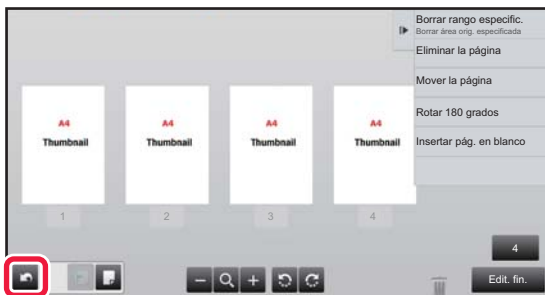 Borrar rango especific.
Borrar área orig. especificada
Eliminar la página
Mover la página
Rotar 180 grados
Insertar pág. en blanco
A4 A4 A4 A4
Thumbnail Thumbnail Thumbnail Thumbnail
1 2 3 4
4
Edit. fin.